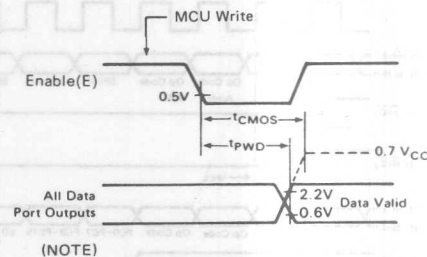 MCU Write
Enable(E)
0.5V
tCMOS
tPWD
0.7 VCC
All Data
Port Outputs
2.2V
0.6V
Data Valid
(NOTE)